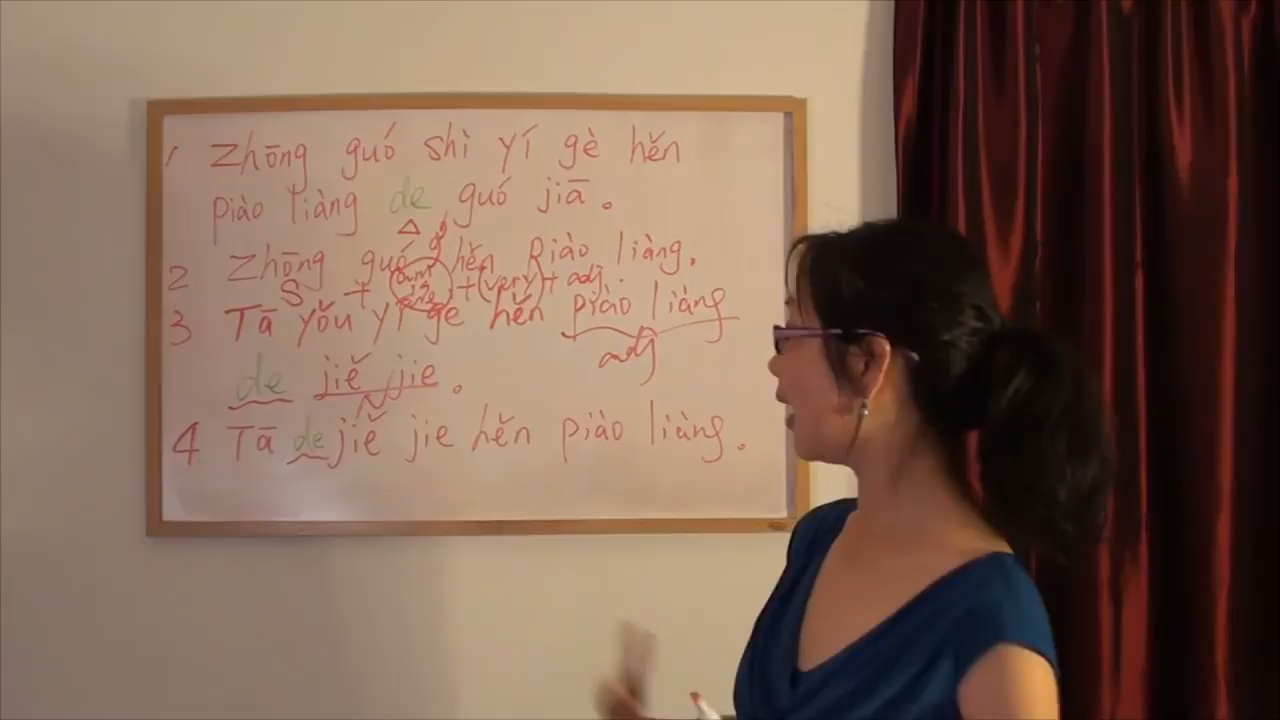 1 Zhōng guó shì yí gè hěn
piào liàng de guó jiā.
2 Zhōng guó hěn piào liàng.
S + + (very) + adj.
3 Tā yǒu yí gè hěn piào liàng
adj
de jiě jie.
N
4 Tā de jiě jie hěn piào liàng.